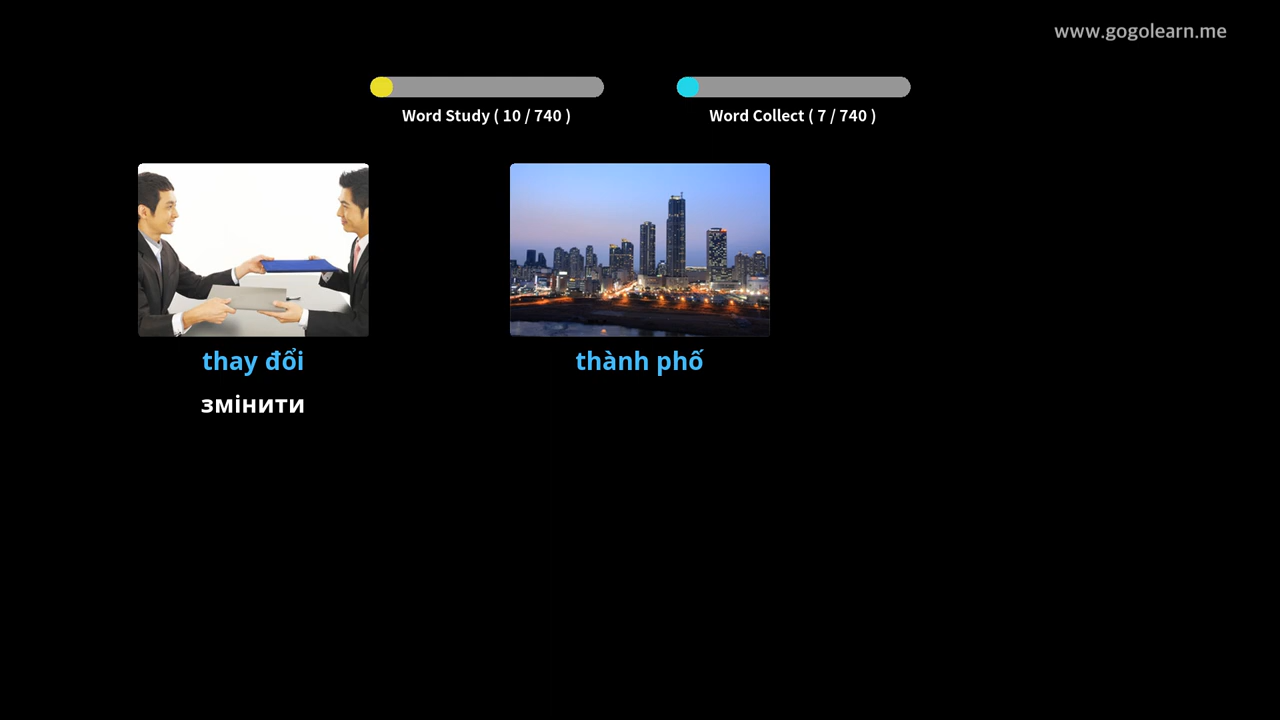 www.gogolearn.me
Word Study ( 10 / 740 )
Word Collect ( 7 / 740 )
thay đổi
thành phố
змінити